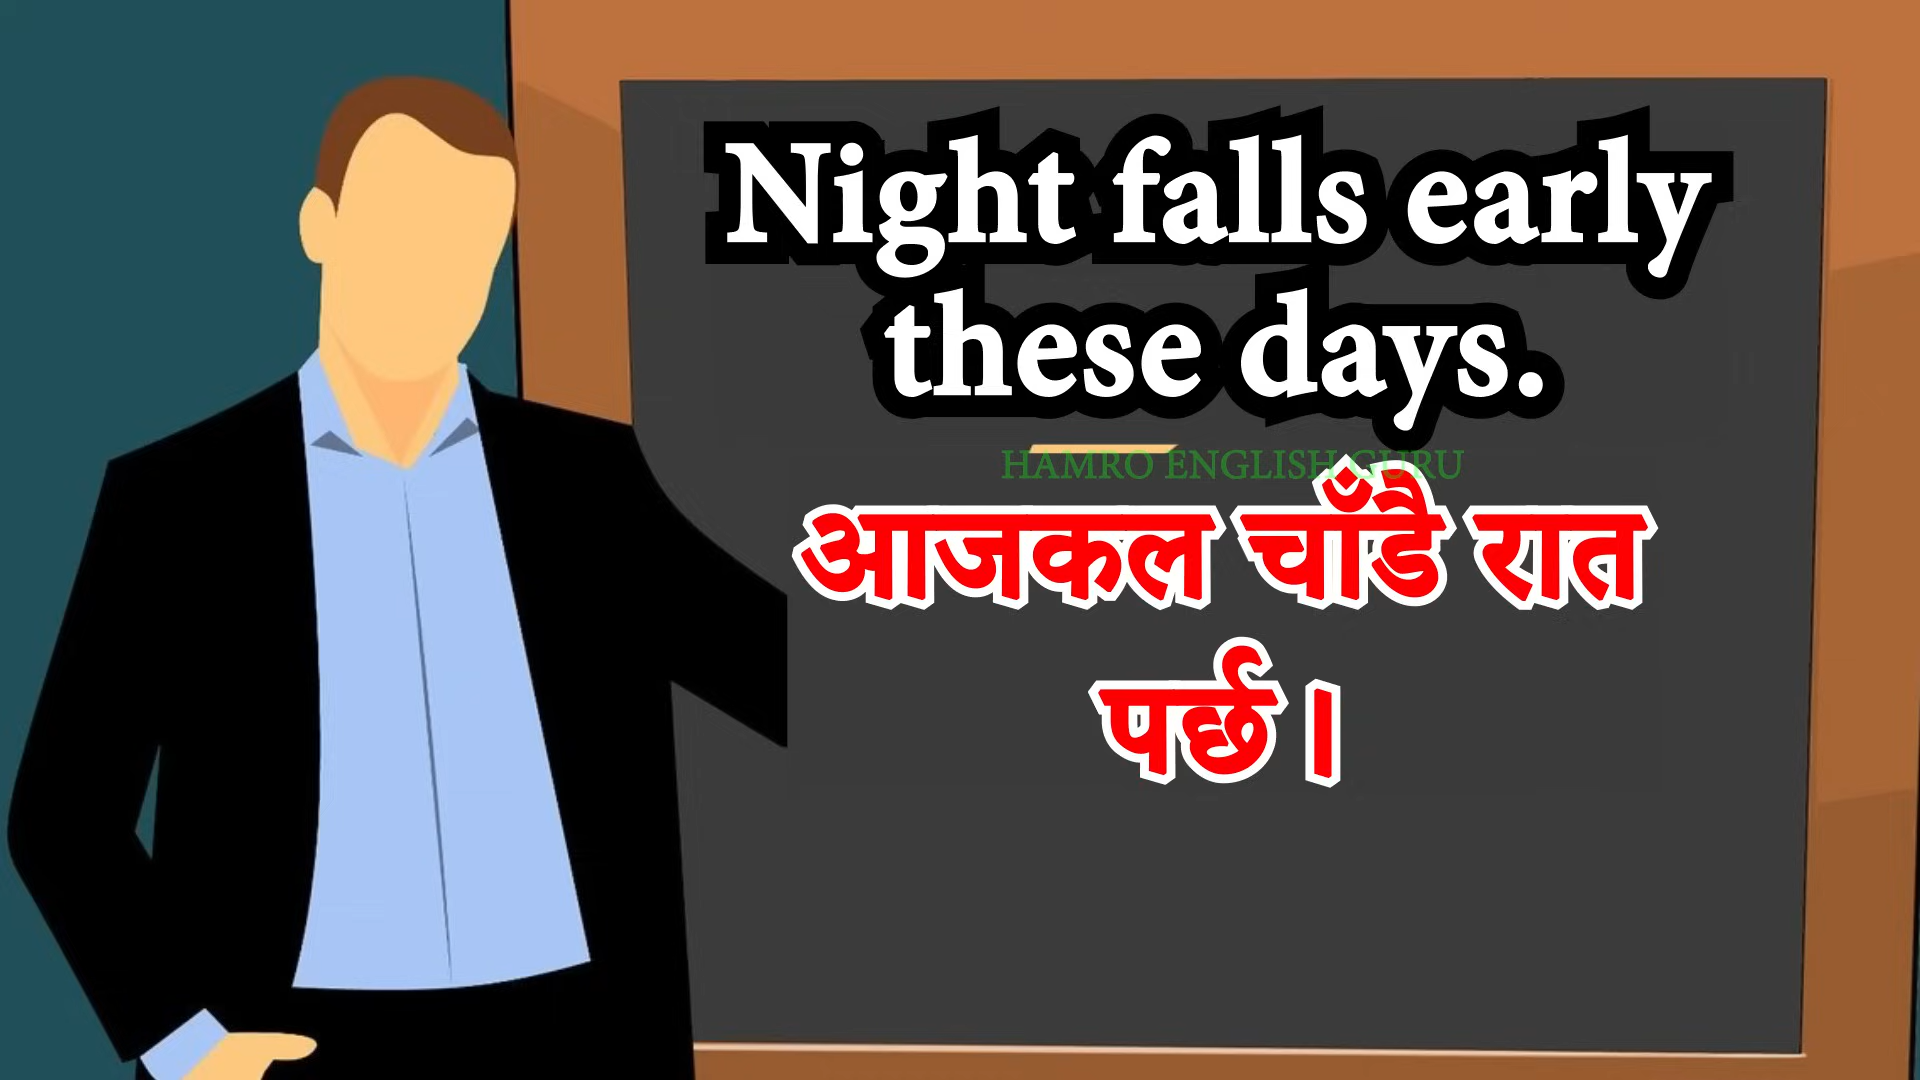 Night falls early
these days.
HAMRO ENGLISH GURU
आजकल चाँडै रात
पर्छ ।